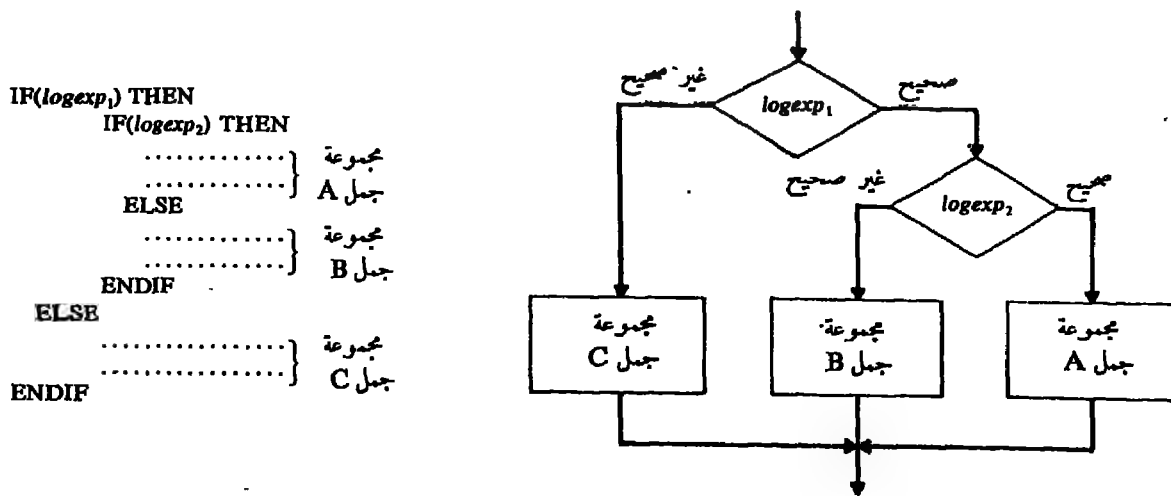 IF(logexp₁) THEN
IF(logexp₂) THEN
.............. } مجموعة
.............. جمل A
ELSE
.............. } مجموعة
.............. جمل B
ENDIF
ELSE
.............. } مجموعة
.............. جمل C
ENDIF
غير صحيح
logexp₁
صحيح
غير صحيح
logexp₂
صحيح
مجموعة
جمل C
مجموعة
جمل B
مجموعة
جمل A